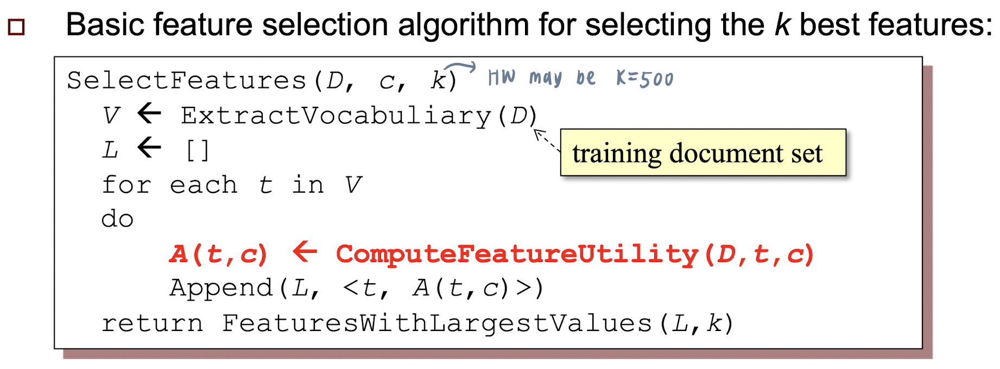 Basic feature selection algorithm for selecting the k best features:
SelectFeatures(D, c, k) HW may be K=500
V ← ExtractVocabuliary(D)
training document set
L ← []
for each t in V
do
A(t,c) ← ComputeFeatureUtility(D,t,c)
Append(L, <t, A(t,c)>)
return FeaturesWithLargestValues(L,k)